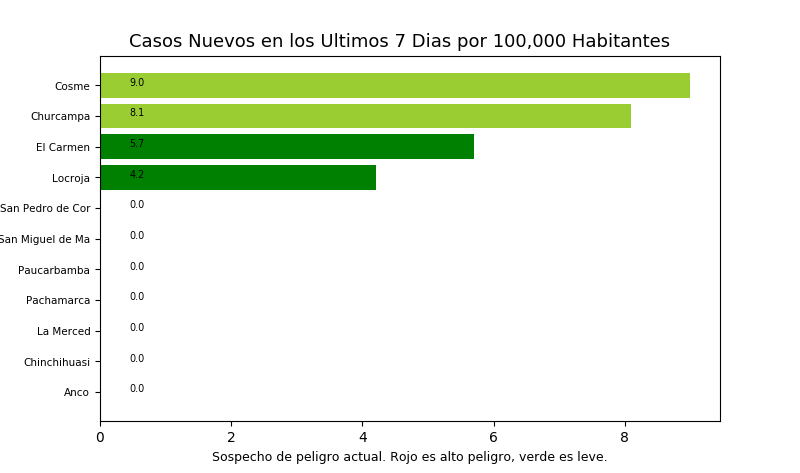 Casos Nuevos en los Ultimos 7 Dias por 100,000 Habitantes
Cosme 9.0
Churcampa 8.1
El Carmen 5.7
Locroja 4.2
San Pedro de Cor 0.0
San Miguel de Ma 0.0
Paucarbamba 0.0
Pachamarca 0.0
La Merced 0.0
Chinchihuasi 0.0
Anco 0.0
0 2 4 6 8
Sospecho de peligro actual. Rojo es alto peligro, verde es leve.